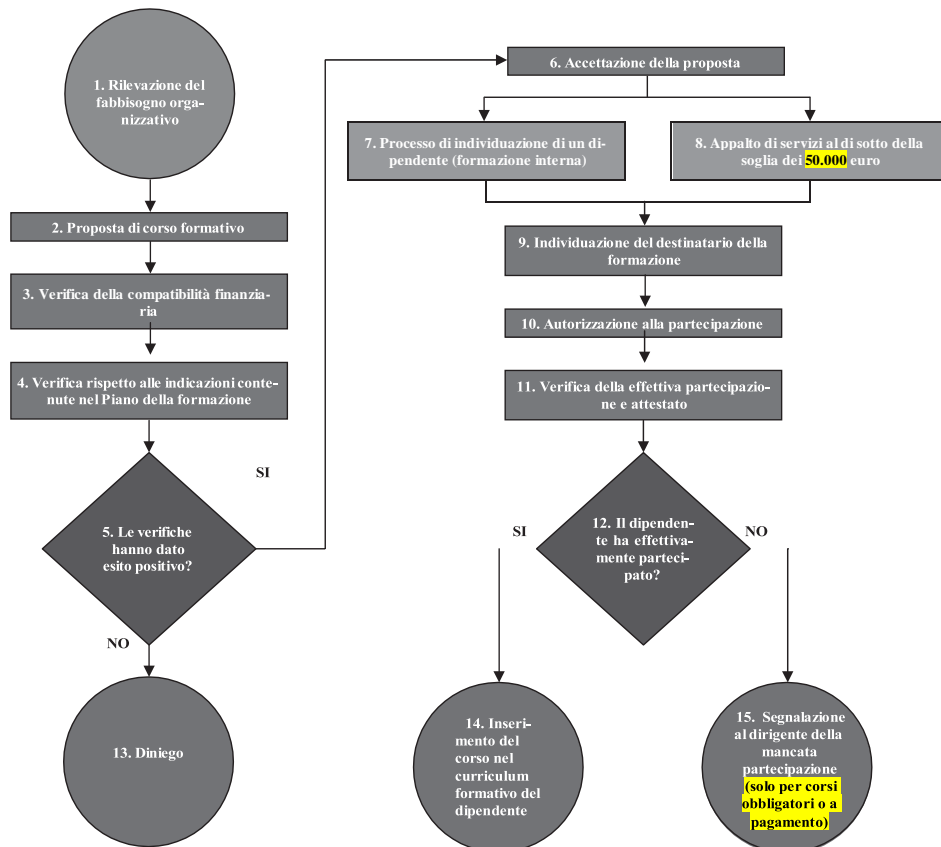 1. Rilevazione del
fabbisogno orga-
nizzativo
2. Proposta di corso formativo
3. Verifica della compatibilità finanzia-
ria
4. Verifica rispetto alle indicazioni conte-
nute nel Piano della formazione
SI
5. Le verifiche
hanno dato
esito positivo?
NO
13. Diniego
6. Accettazione della proposta
7. Processo di individuazione di un di-
pendente (formazione interna)
8. Appalto di servizi al di sotto della
soglia dei 50.000 euro
9. Individuazione del destinatario della
formazione
10. Autorizzazione alla partecipazione
11. Verifica della effettiva partecipazio-
ne e attestato
SI
12. Il dipenden-
te ha effettiva-
mente parteci-
pato?
NO
14. Inseri-
mento del
corso nel
curriculum
formativo del
dipendente
15. Segnalazione
al dirigente della
mancata
partecipazione
(solo per corsi
obbligatori o a
pagamento)